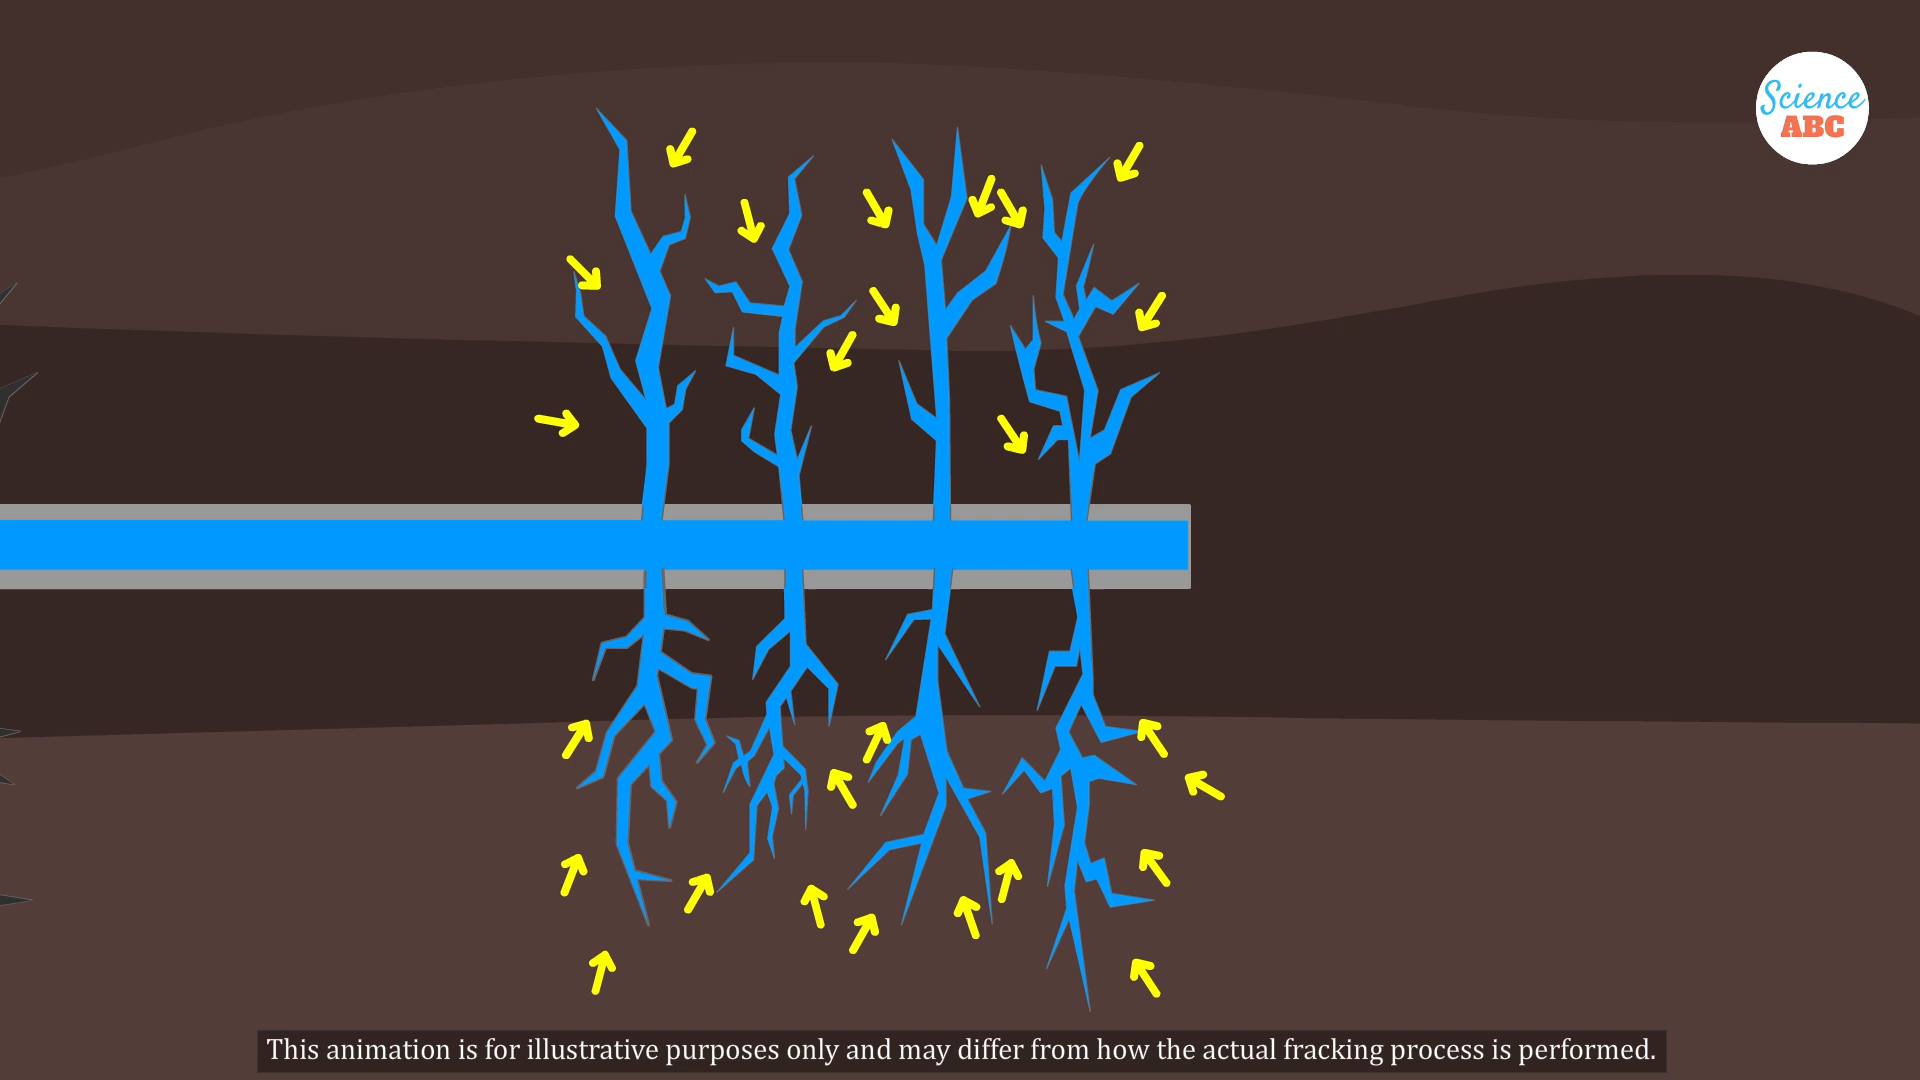 Science
ABC
This animation is for illustrative purposes only and may differ from how the actual fracking process is performed.